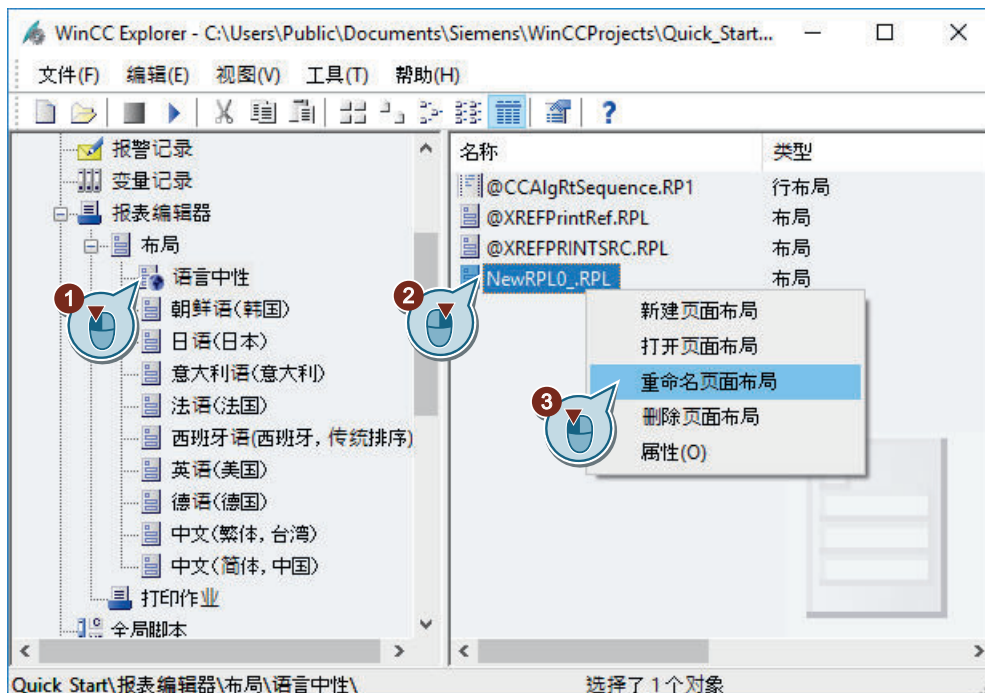 WinCC Explorer - C:\Users\Public\Documents\Siemens\WinCCProjects\Quick_Start...
文件(F) 编辑(E) 视图(V) 工具(T) 帮助(H)
报警记录
变量记录
报表编辑器
布局
语言中性
朝鲜语(韩国)
日语(日本)
意大利语(意大利)
法语(法国)
西班牙语(西班牙,传统排序)
英语(美国)
德语(德国)
中文(繁体,台湾)
中文(简体,中国)
打印作业
全局脚本
名称 类型
@CCAlgRtSequence.RP1 行布局
@XREFPrintRef.RPL 布局
@XREFPRINTSRC.RPL 布局
NewRPL0_.RPL 布局
新建页面布局
打开页面布局
重命名页面布局
删除页面布局
属性(O)
1
2
3
Quick_Start\报表编辑器\布局\语言中性\ 选择了1个对象